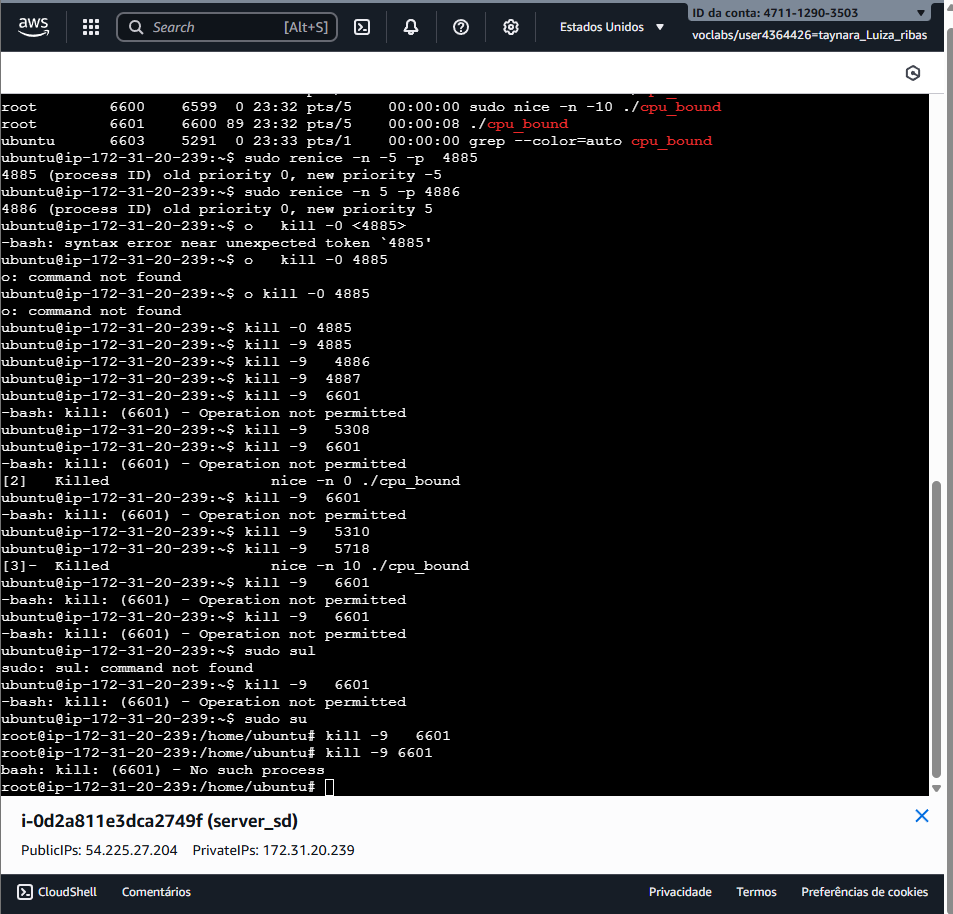 aws
Search [Alt+S]
Estados Unidos
ID da conta: 4711-1290-3503
voclabs/user4364426=taynara_Luiza_ribas
root 6600 6599 0 23:32 pts/5 00:00:00 sudo nice -n -10 ./cpu_bound
root 6601 6600 89 23:32 pts/5 00:00:08 ./cpu_bound
ubuntu 6603 5291 0 23:33 pts/1 00:00:00 grep --color=auto cpu_bound
ubuntu@ip-172-31-20-239:~$ sudo renice -n -5 -p  4885
4885 (process ID) old priority 0, new priority -5
ubuntu@ip-172-31-20-239:~$ sudo renice -n 5 -p 4886
4886 (process ID) old priority 0, new priority 5
ubuntu@ip-172-31-20-239:~$ o   kill -0 <4885>
-bash: syntax error near unexpected token `4885'
ubuntu@ip-172-31-20-239:~$ o   kill -0 4885
o: command not found
ubuntu@ip-172-31-20-239:~$ o kill -0 4885
o: command not found
ubuntu@ip-172-31-20-239:~$ kill -0 4885
ubuntu@ip-172-31-20-239:~$ kill -9 4885
ubuntu@ip-172-31-20-239:~$ kill -9   4886
ubuntu@ip-172-31-20-239:~$ kill -9  4887
ubuntu@ip-172-31-20-239:~$ kill -9  6601
-bash: kill: (6601) - Operation not permitted
ubuntu@ip-172-31-20-239:~$ kill -9   5308
ubuntu@ip-172-31-20-239:~$ kill -9  6601
-bash: kill: (6601) - Operation not permitted
[2]   Killed                  nice -n 0 ./cpu_bound
ubuntu@ip-172-31-20-239:~$ kill -9  6601
-bash: kill: (6601) - Operation not permitted
ubuntu@ip-172-31-20-239:~$ kill -9   5310
ubuntu@ip-172-31-20-239:~$ kill -9   5718
[3]-  Killed                  nice -n 10 ./cpu_bound
ubuntu@ip-172-31-20-239:~$ kill -9   6601
-bash: kill: (6601) - Operation not permitted
ubuntu@ip-172-31-20-239:~$ kill -9   6601
-bash: kill: (6601) - Operation not permitted
ubuntu@ip-172-31-20-239:~$ sudo sul
sudo: sul: command not found
ubuntu@ip-172-31-20-239:~$ kill -9   6601
-bash: kill: (6601) - Operation not permitted
ubuntu@ip-172-31-20-239:~$ sudo su
root@ip-172-31-20-239:/home/ubuntu# kill -9   6601
root@ip-172-31-20-239:/home/ubuntu# kill -9 6601
bash: kill: (6601) - No such process
root@ip-172-31-20-239:/home/ubuntu#
i-0d2a811e3dca2749f (server_sd)
PublicIPs: 54.225.27.204 PrivateIPs: 172.31.20.239
CloudShell Comentários Privacidade Termos Preferências de cookies